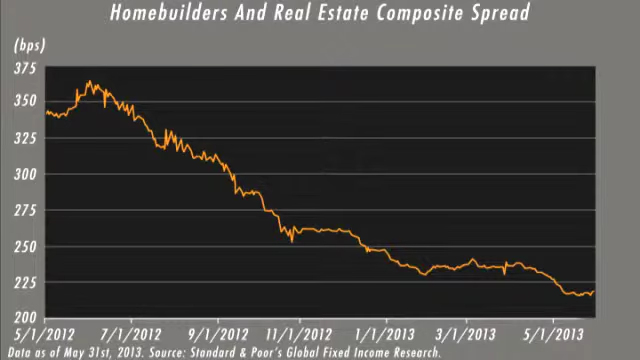 Homebuilders And Real Estate Composite Spread
(bps)
375
350
325
300
275
250
225
200
5/1/2012 7/1/2012 9/1/2012 11/1/2012 1/1/2013 3/1/2013 5/1/2013
Data as of May 31st, 2013. Source: Standard & Poor's Global Fixed Income Research.